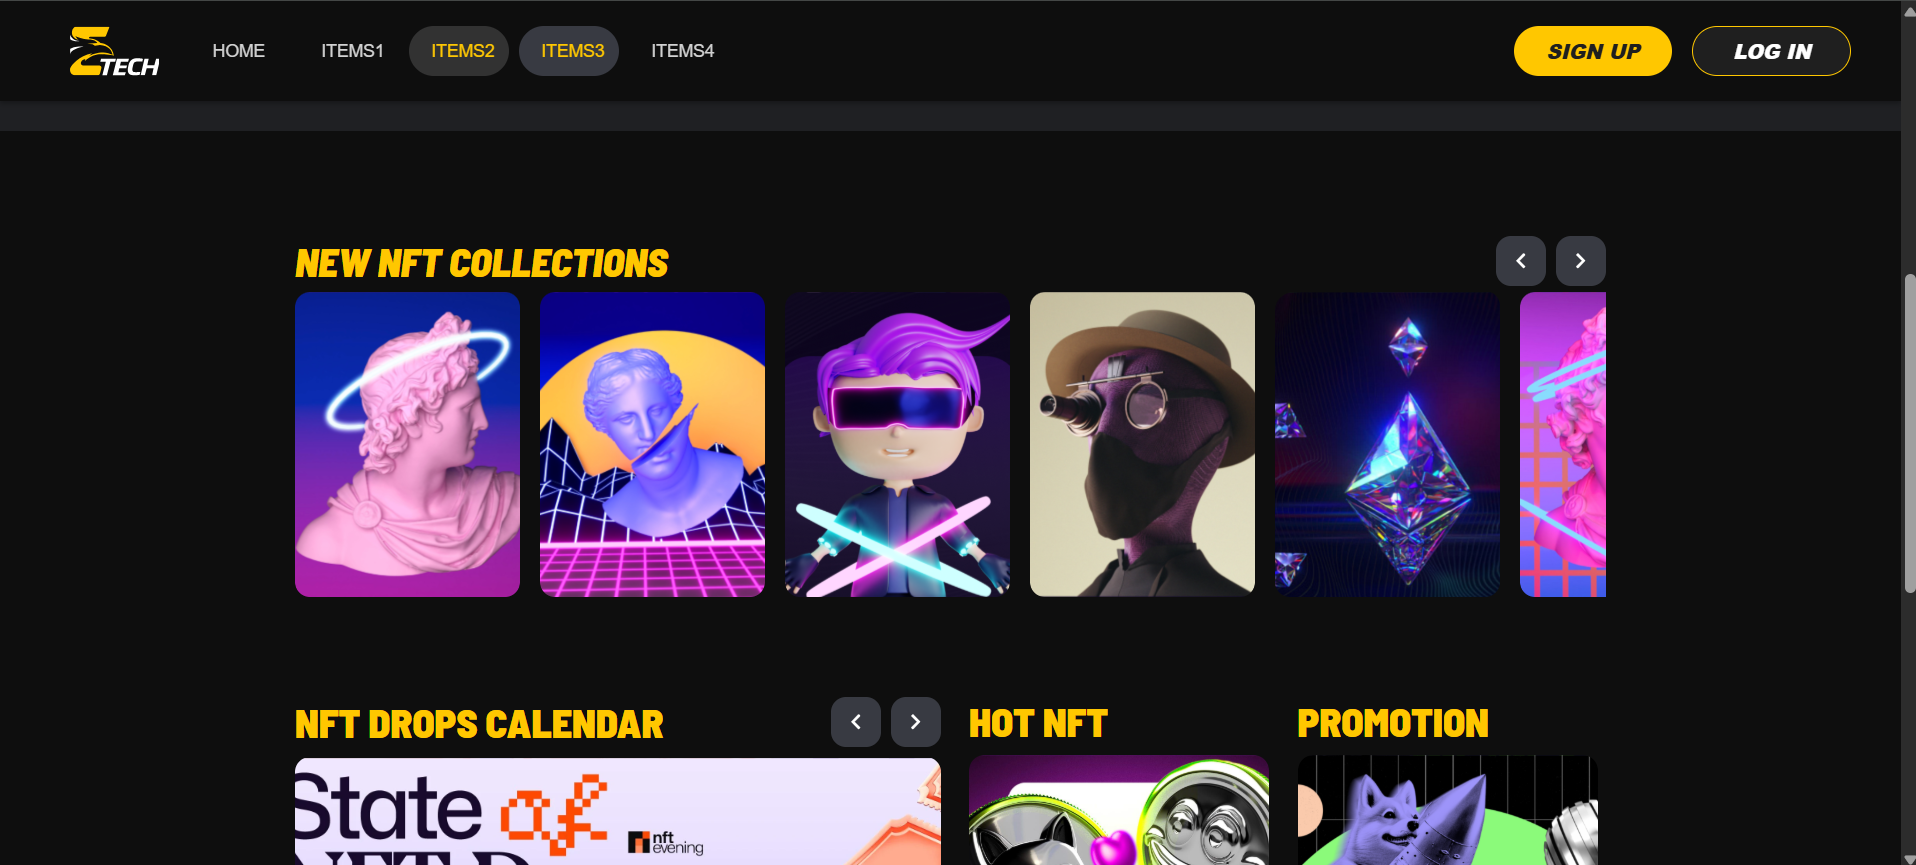 TECH
HOME
ITEMS1
ITEMS2
ITEMS3
ITEMS4
SIGN UP
LOG IN
NEW NFT COLLECTIONS
NFT DROPS CALENDAR
HOT NFT
PROMOTION
State of
nft
evening